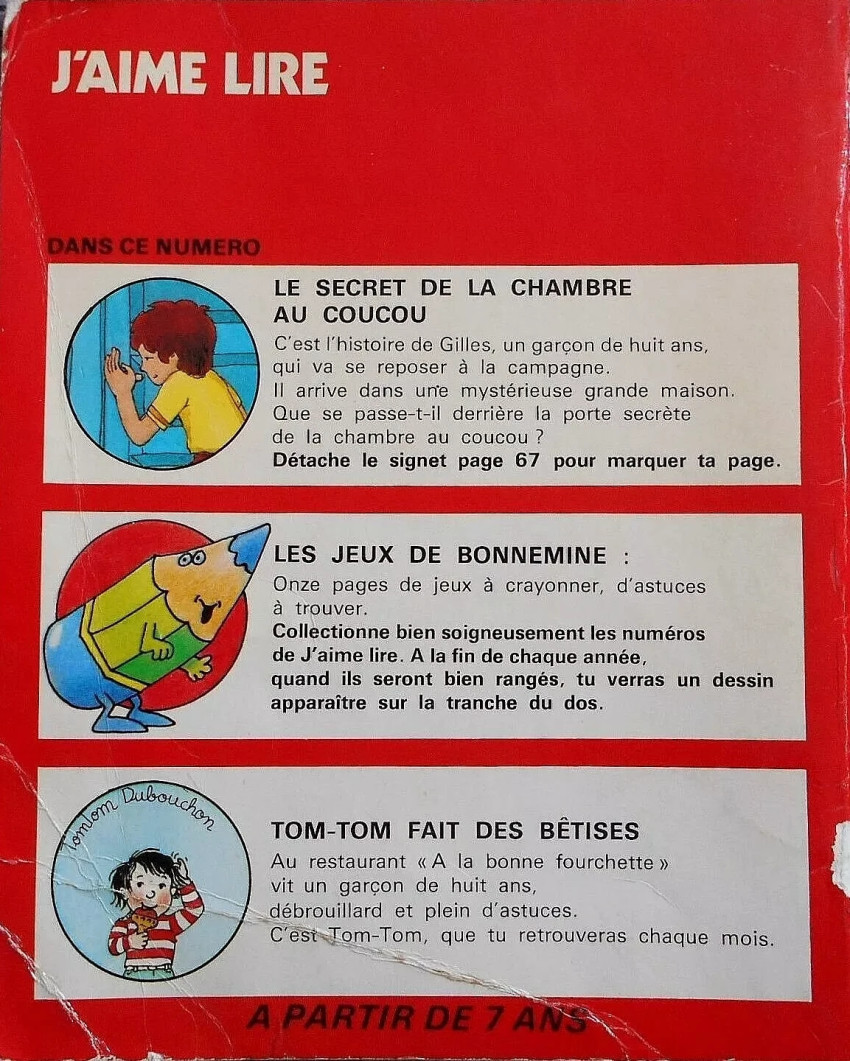 J'AIME LIRE
DANS CE NUMERO
LE SECRET DE LA CHAMBRE
AU COUCOU
C'est l'histoire de Gilles, un garçon de huit ans,
qui va se reposer à la campagne.
Il arrive dans une mystérieuse grande maison.
Que se passe-t-il derrière la porte secrète
de la chambre au coucou ?
Détache le signet page 67 pour marquer ta page.
LES JEUX DE BONNEMINE :
Onze pages de jeux à crayonner, d'astuces
à trouver.
Collectionne bien soigneusement les numéros
de J'aime lire. A la fin de chaque année,
quand ils seront bien rangés, tu verras un dessin
apparaître sur la tranche du dos.
Tomtom Dubouchon
TOM-TOM FAIT DES BÊTISES
Au restaurant « A la bonne fourchette »
vit un garçon de huit ans,
débrouillard et plein d'astuces.
C'est Tom-Tom, que tu retrouveras chaque mois.
A PARTIR DE 7 ANS